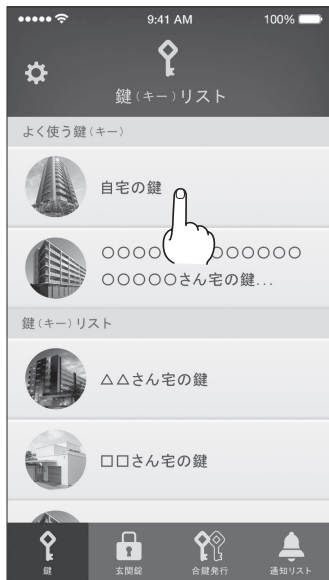 9:41 AM
100%
鍵(キー)リスト
よく使う鍵(キー)
自宅の鍵
○○○○ ○○○○○
○○○○○さん宅の鍵...
鍵(キー)リスト
△△さん宅の鍵
□□さん宅の鍵
鍵
玄関錠
合鍵発行
通知リスト